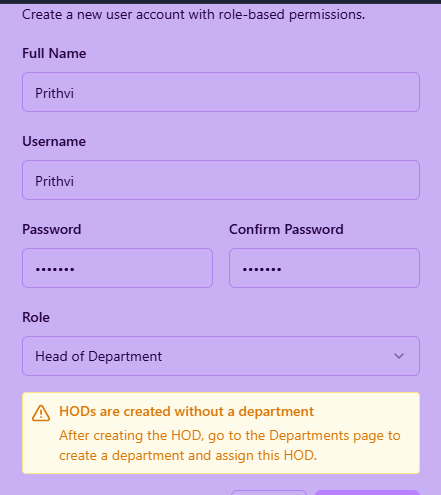 Create a new user account with role-based permissions.
Full Name
Prithvi
Username
Prithvi
Password
Confirm Password
•••••••
•••••••
Role
Head of Department
HODs are created without a department
After creating the HOD, go to the Departments page to
create a department and assign this HOD.